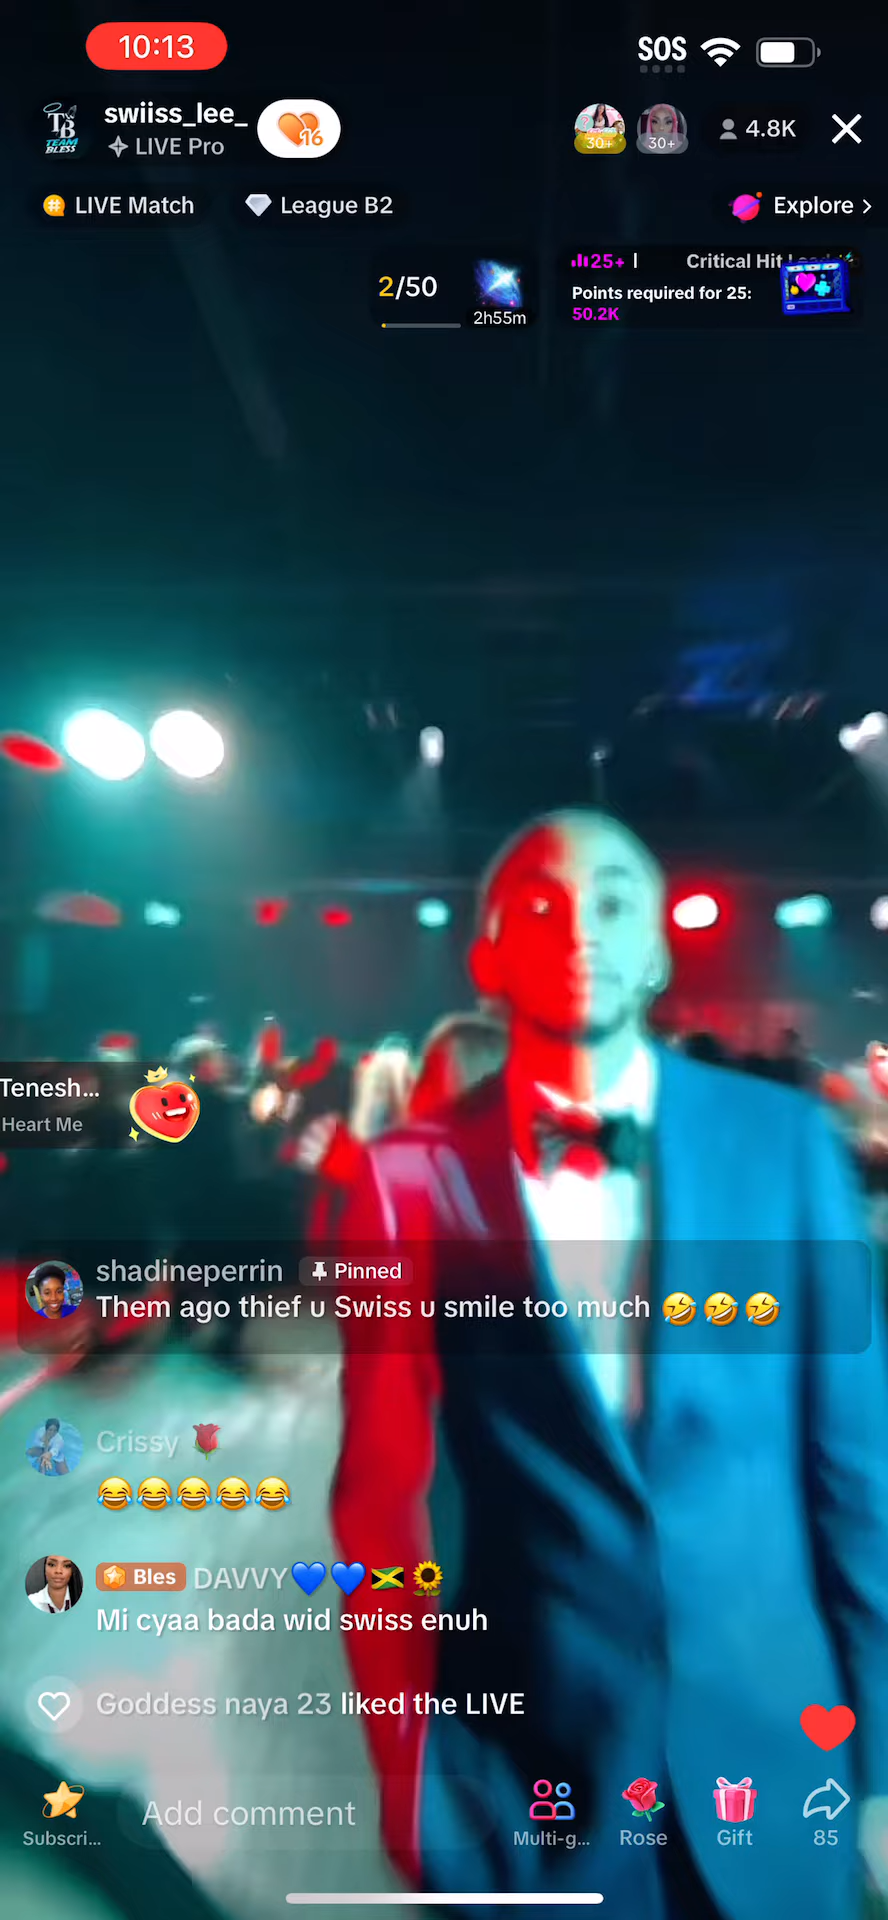 10:13
SOS
swiiss_lee_
LIVE Pro
16
30+
30+
4.8K
LIVE Match
League B2
Explore
2/50
2h55m
25+
Critical Hit
Points required for 25:
50.2K
TB
TEAM
BLESS
Tenesh...
Heart Me
shadineperrin
Pinned
Them ago thief u Swiss u smile too much 🤣🤣🤣
Crissy 🌹
😂😂😂😂😂
Bles DAVVY💙💙🇯🇲🌻
Mi cyaa bada wid swiss enuh
Goddess naya 23 liked the LIVE
Add comment
Subscri...
Multi-g...
Rose
Gift
85